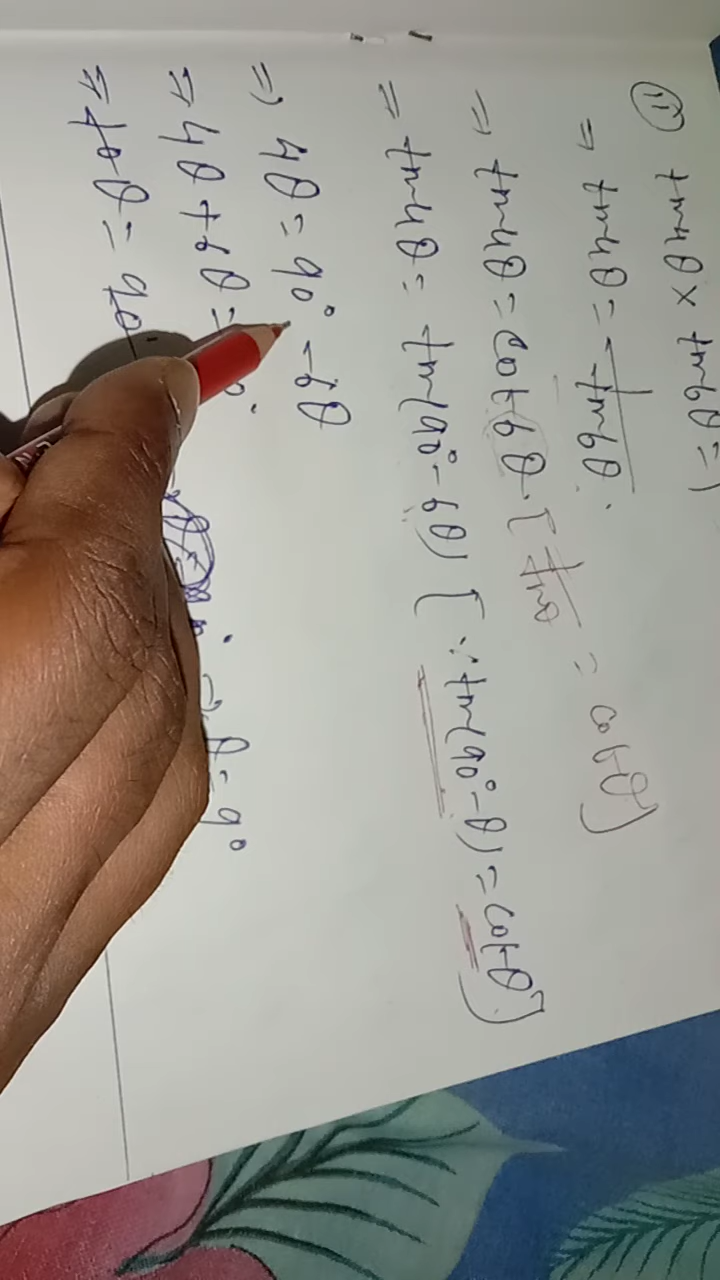 (ii) tan4θ × tan6θ = 1
⇒ tan4θ = 1/tan6θ.
⇒ tan4θ = cot6θ. [1/tanθ = cotθ]
= tan4θ = tan(90° - 6θ) [∵ tan(90° - θ) = cotθ]
⇒ 4θ = 90° - 6θ
⇒ 4θ + 6θ =
= 10θ = 90 ⇒ θ = 9°